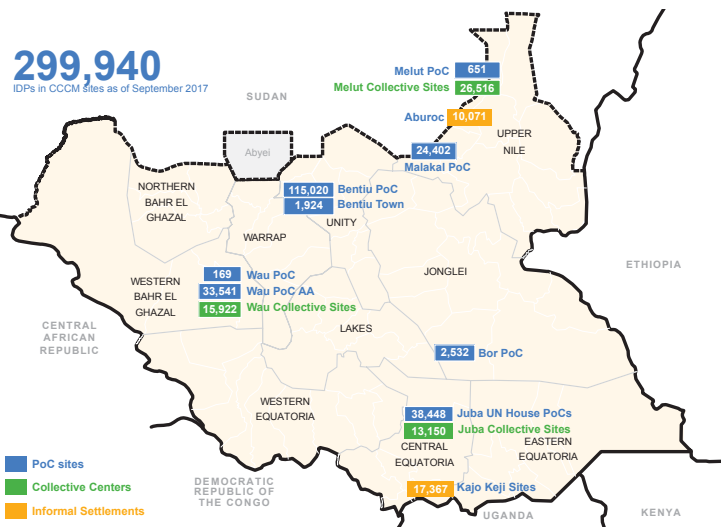 299,940
IDPs in CCCM sites as of September 2017
SUDAN
Melut PoC 651
Melut Collective Sites 26,516
Aburoc 10,071
UPPER
NILE
24,402
Malakal PoC
Abyei
NORTHERN
BAHR EL
GHAZAL
115,020 Bentiu PoC
1,924 Bentiu Town
UNITY
WARRAP
JONGLEI
ETHIOPIA
WESTERN
BAHR EL
GHAZAL
169 Wau PoC
33,541 Wau PoC AA
15,922 Wau Collective Sites
CENTRAL
AFRICAN
REPUBLIC
LAKES
2,532 Bor PoC
WESTERN
EQUATORIA
38,448 Juba UN House PoCs
13,150 Juba Collective Sites
CENTRAL
EQUATORIA
EASTERN
EQUATORIA
17,367 Kajo Keji Sites
DEMOCRATIC
REPUBLIC OF
THE CONGO
UGANDA
KENYA
PoC sites
Collective Centers
Informal Settlements